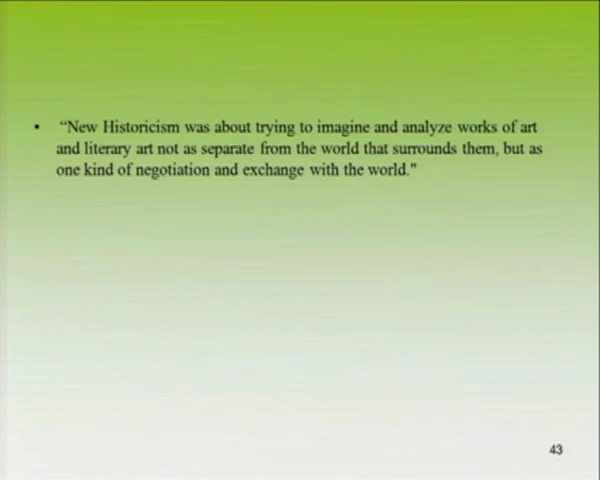 • “New Historicism was about trying to imagine and analyze works of art
and literary art not as separate from the world that surrounds them, but as
one kind of negotiation and exchange with the world."
43